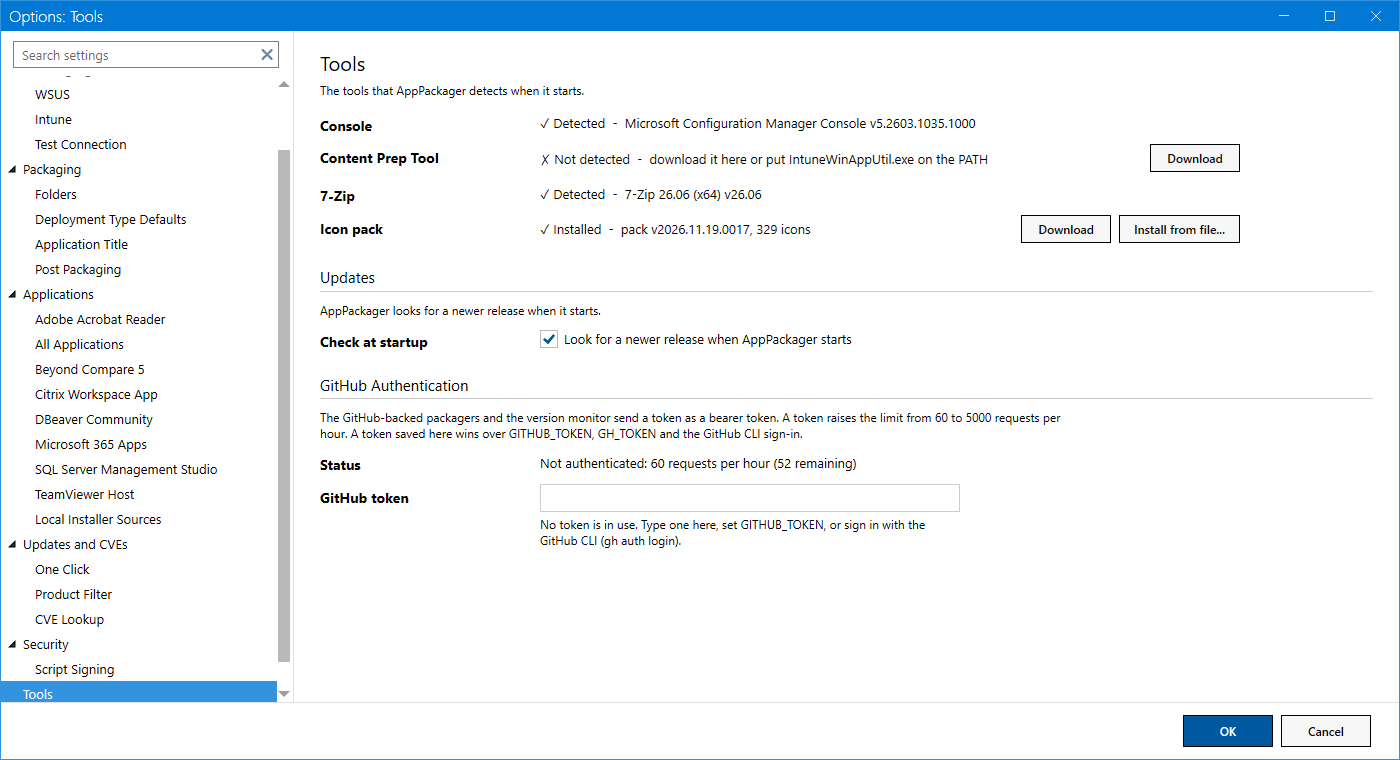 Options: Tools
Search settings
WSUS
Intune
Test Connection
Packaging
Folders
Deployment Type Defaults
Application Title
Post Packaging
Applications
Adobe Acrobat Reader
All Applications
Beyond Compare 5
Citrix Workspace App
DBeaver Community
Microsoft 365 Apps
SQL Server Management Studio
TeamViewer Host
Local Installer Sources
Updates and CVEs
One Click
Product Filter
CVE Lookup
Security
Script Signing
Tools
Tools
The tools that AppPackager detects when it starts.
Console ✓ Detected - Microsoft Configuration Manager Console v5.2603.1035.1000
Content Prep Tool ✗ Not detected - download it here or put IntuneWinAppUtil.exe on the PATH Download
7-Zip ✓ Detected - 7-Zip 26.06 (x64) v26.06
Icon pack ✓ Installed - pack v2026.11.19.0017, 329 icons Download Install from file...
Updates
AppPackager looks for a newer release when it starts.
Check at startup Look for a newer release when AppPackager starts
GitHub Authentication
The GitHub-backed packagers and the version monitor send a token as a bearer token. A token raises the limit from 60 to 5000 requests per
hour. A token saved here wins over GITHUB_TOKEN, GH_TOKEN and the GitHub CLI sign-in.
Status Not authenticated: 60 requests per hour (52 remaining)
GitHub token
No token is in use. Type one here, set GITHUB_TOKEN, or sign in with the
GitHub CLI (gh auth login).
OK Cancel